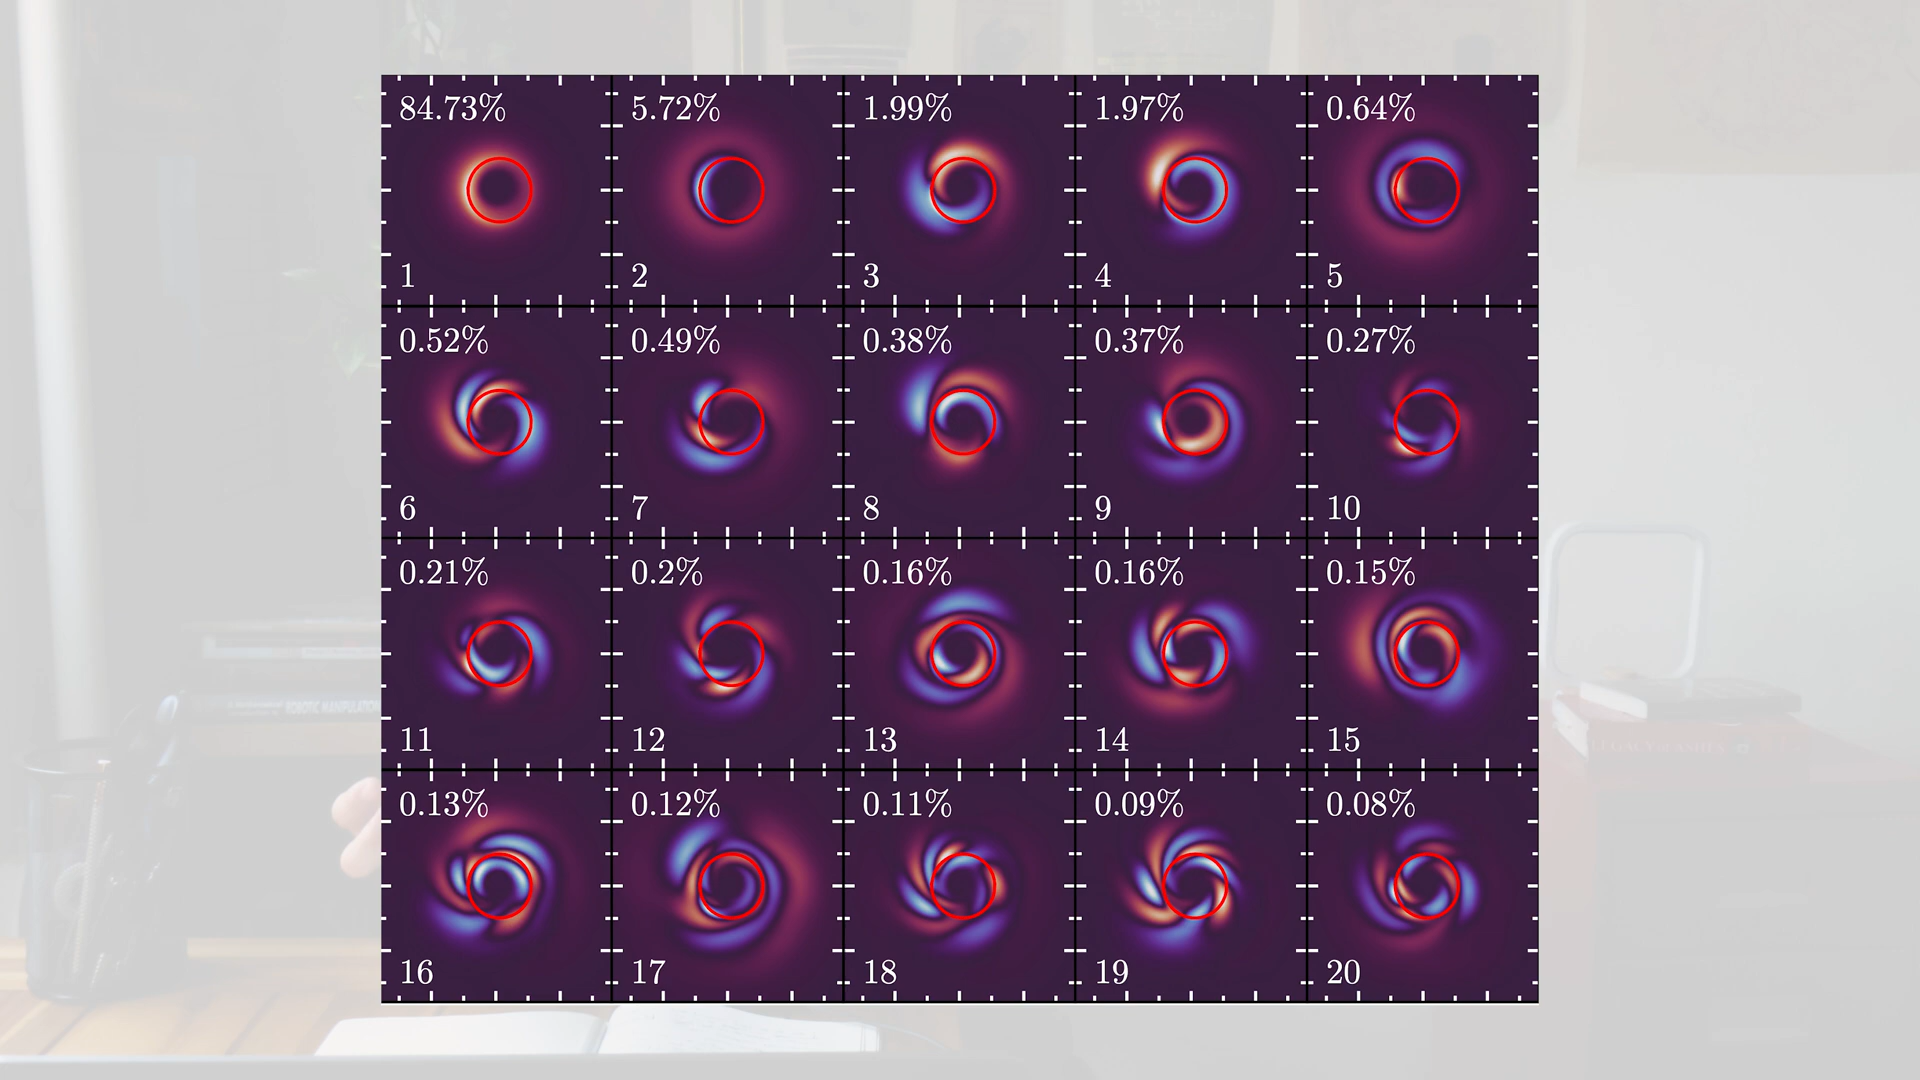 84.73% 5.72% 1.99% 1.97% 0.64%
1 2 3 4 5
0.52% 0.49% 0.38% 0.37% 0.27%
6 7 8 9 10
0.21% 0.2% 0.16% 0.16% 0.15%
11 12 13 14 15
ROBOTIC MANIPULATION
0.13% 0.12% 0.11% 0.09% 0.08%
16 17 18 19 20